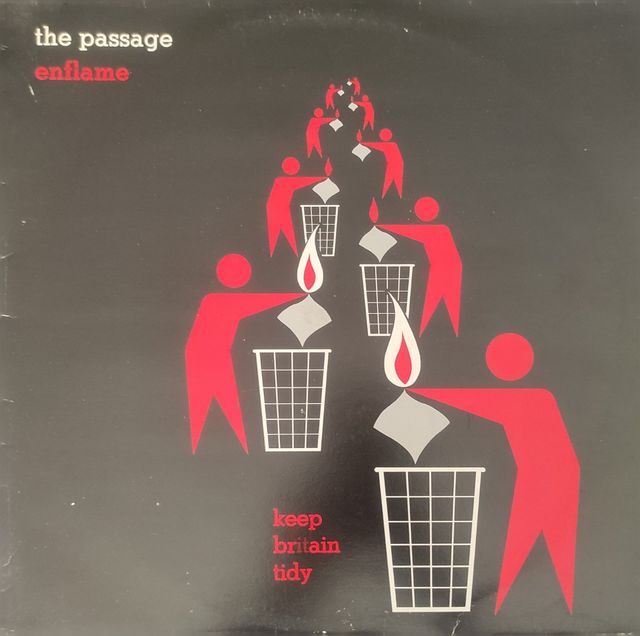 the passage
enflame
keep
britain
tidy